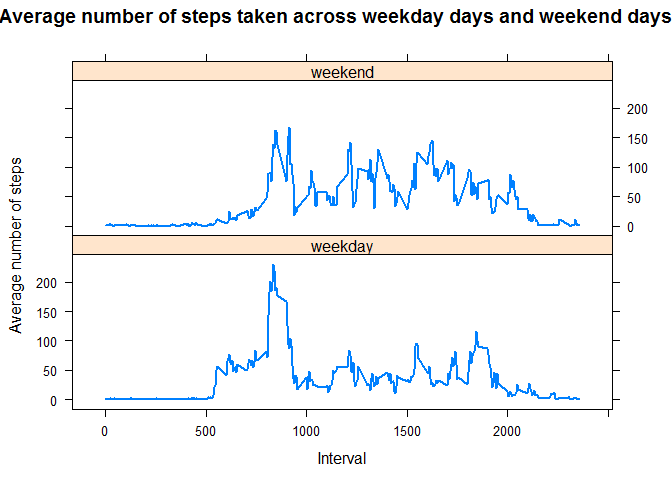 Average number of steps taken across weekday days and weekend days
weekend
200
150
100
50
0
weekday
200
150
100
50
0
0 500 1000 1500 2000
Average number of steps
Interval